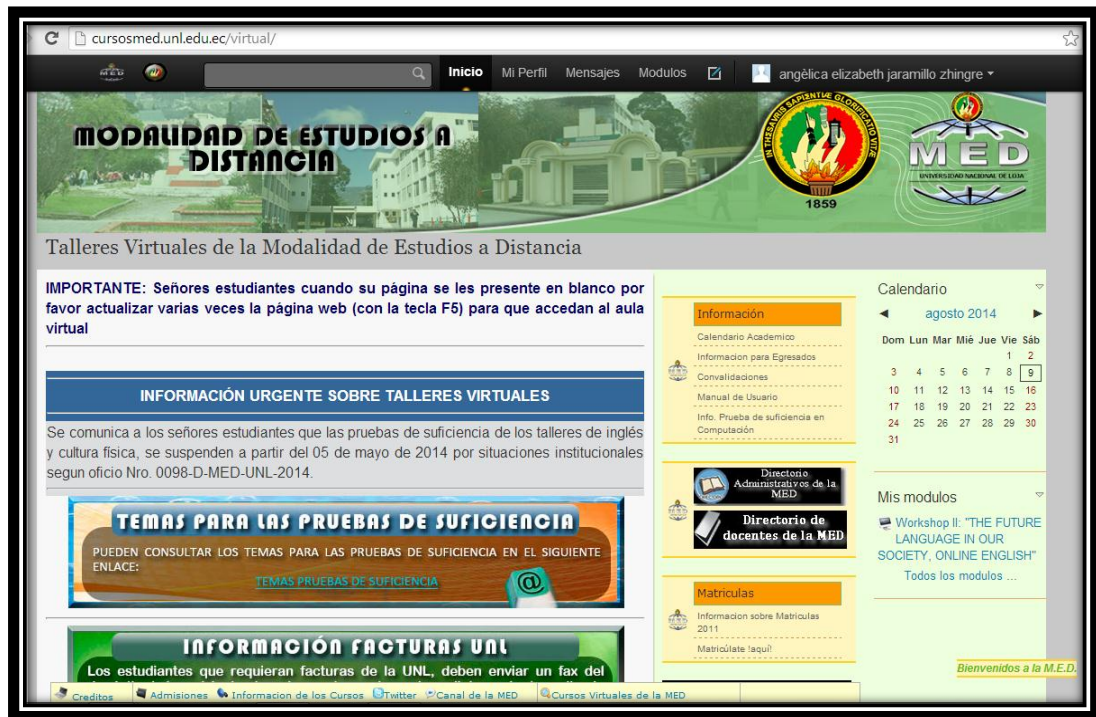 cursosmed.unl.edu.ec/virtual/
MED
Inicio Mi Perfil Mensajes Modulos angèlica elizabeth jaramillo zhingre
MODALIDAD DE ESTUDIOS A
DISTANCIA
IN THESAVRIS SAPIENTIVE GLORIFICATIO VITÆ
1859
MED
UNIVERSIDAD NACIONAL DE LOJA
Talleres Virtuales de la Modalidad de Estudios a Distancia
IMPORTANTE: Señores estudiantes cuando su página se les presente en blanco por
favor actualizar varias veces la página web (con la tecla F5) para que accedan al aula
virtual
INFORMACIÓN URGENTE SOBRE TALLERES VIRTUALES
Se comunica a los señores estudiantes que las pruebas de suficiencia de los talleres de inglés
y cultura física, se suspenden a partir del 05 de mayo de 2014 por situaciones institucionales
segun oficio Nro. 0098-D-MED-UNL-2014.
TEMAS PARA LAS PRUEBAS DE SUFICIENCIA
PUEDEN CONSULTAR LOS TEMAS PARA LAS PRUEBAS DE SUFICIENCIA EN EL SIGUIENTE
ENLACE:
TEMAS PRUEBAS DE SUFICIENCIA
INFORMACIÓN FACTURAS UNL
Los estudiantes que requieran facturas de la UNL, deben enviar un fax del
Información
Calendario Academico
Informacion para Egresados
Convalidaciones
Manual de Usuario
Info. Prueba de suficiencia en
Computación
Directorio
Administrativos de la
MED
Directorio de
docentes de la MED
Matriculas
Informacion sobre Matriculas
2011
Matricúlate !aquí!
Calendario
agosto 2014
Dom Lun Mar Mié Jue Vie Sáb
1 2
3 4 5 6 7 8 9
10 11 12 13 14 15 16
17 18 19 20 21 22 23
24 25 26 27 28 29 30
31
Mis modulos
Workshop II: "THE FUTURE
LANGUAGE IN OUR
SOCIETY, ONLINE ENGLISH"
Todos los modulos ...
Bienvenidos a la M.E.D.
Creditos Admisiones Informacion de los Cursos Twitter Canal de la MED Cursos Virtuales de la MED